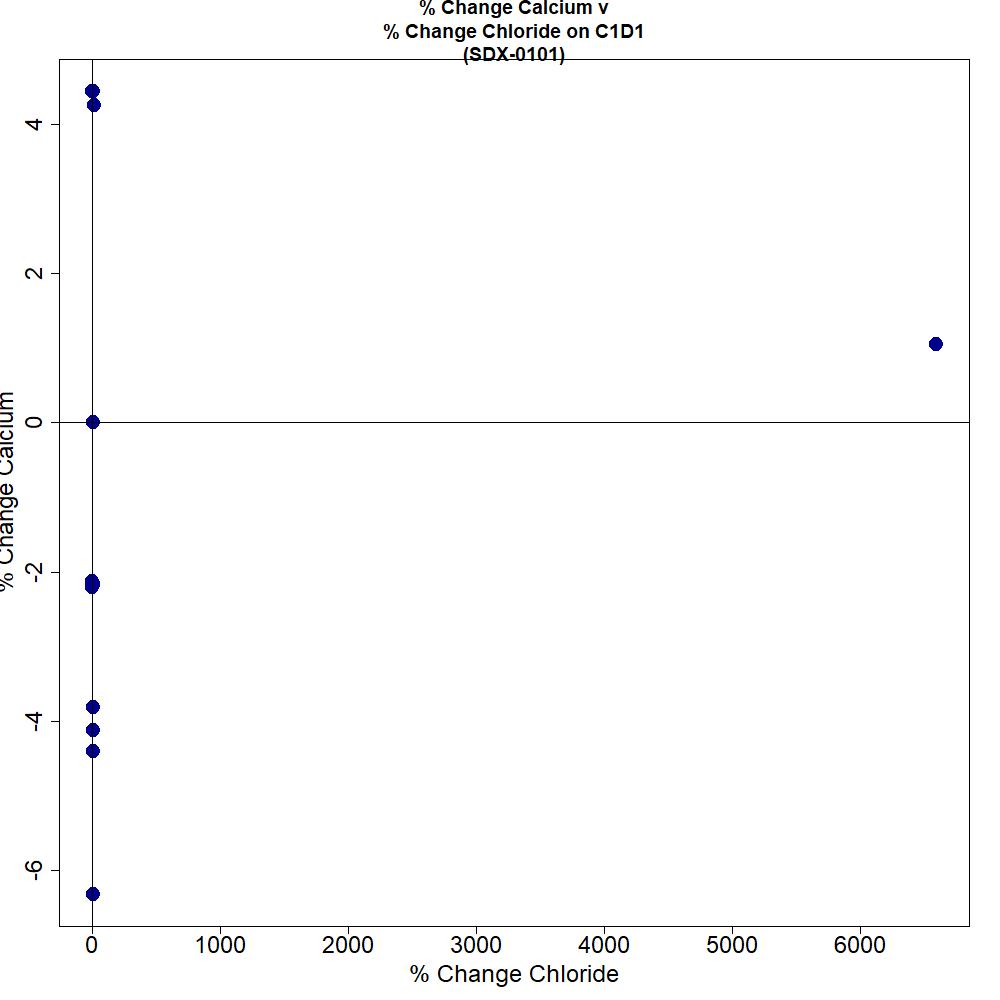 % Change Calcium v
% Change Chloride on C1D1
(SDX-0101)
4
2
0
-2
-4
-6
% Change Calcium
0 1000 2000 3000 4000 5000 6000
% Change Chloride